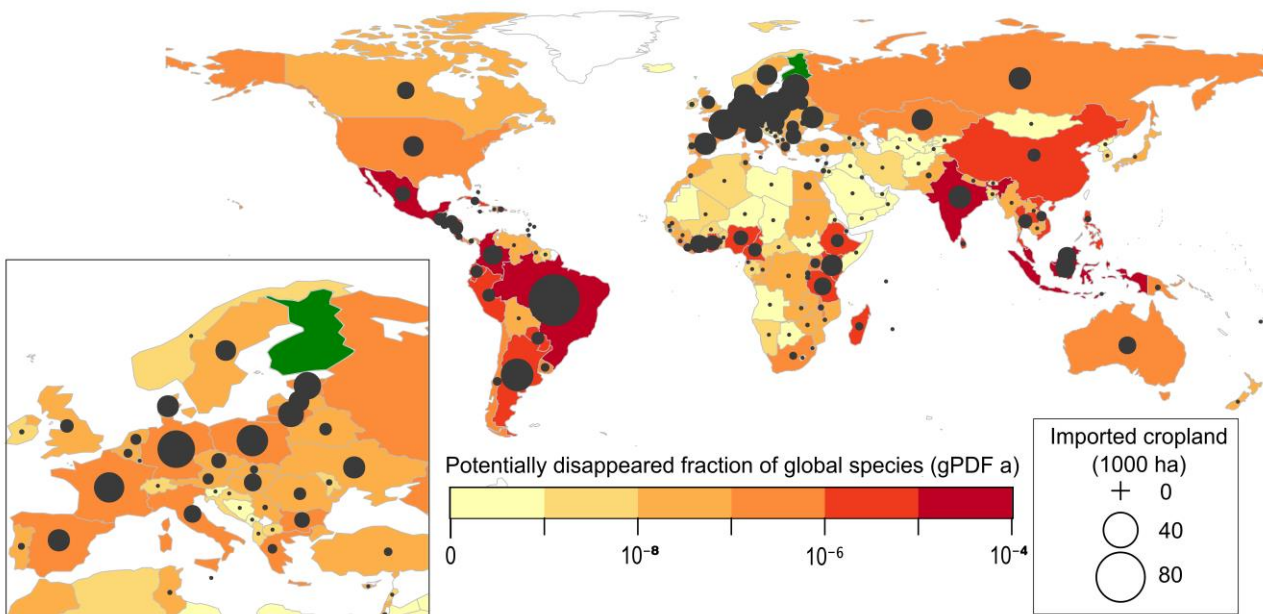 Potentially disappeared fraction of global species (gPDF a)
0 10⁻⁸ 10⁻⁶ 10⁻⁴
Imported cropland
(1000 ha)
0
40
80